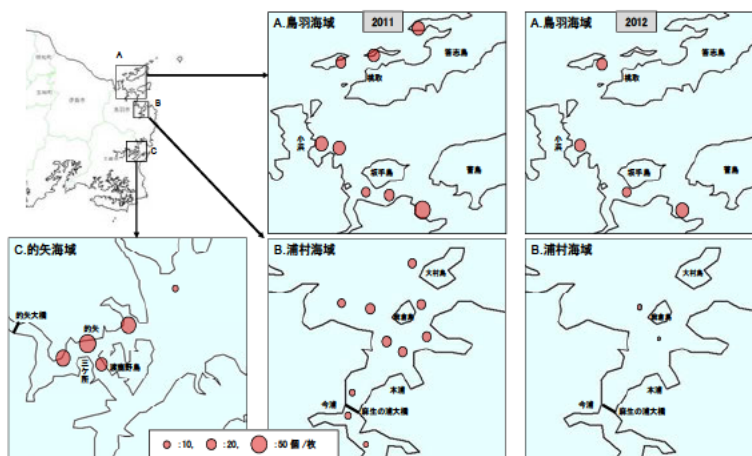 A
B
C
A.鳥羽海域
2011
答志島
桃取
小浜
坂手島
菅島
A.鳥羽海域
2012
答志島
桃取
小浜
坂手島
菅島
C.的矢海域
的矢大橋
的矢
三ケ所
渡鹿野島
B.浦村海域
大村島
本浦
今浦
麻生の浦大橋
B.浦村海域
大村島
本浦
今浦
麻生の浦大橋
:10, :20, :50 個/枚